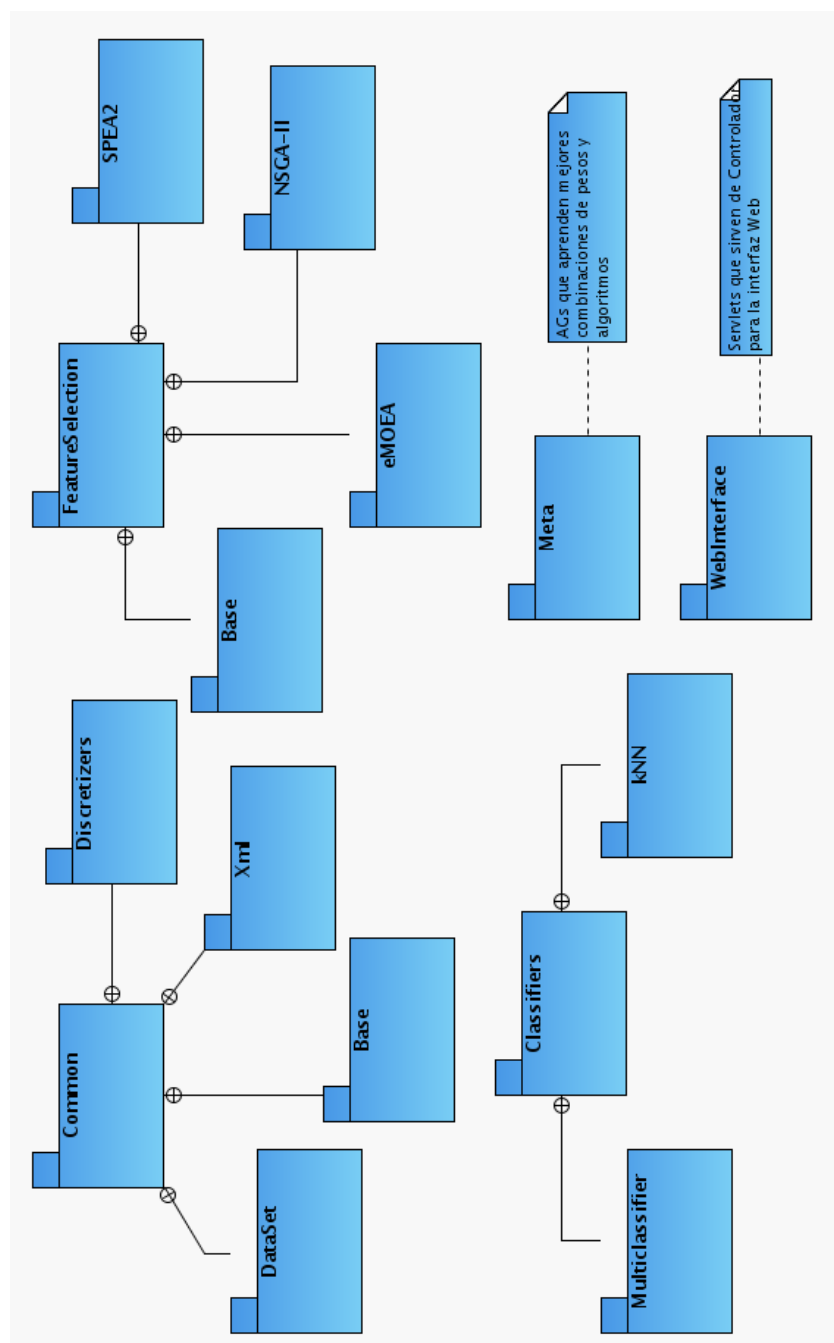 Common
Discretizers
Xml
Base
DataSet
FeatureSelection
SPEA2
NSGA-II
eMOEA
Base
Classifiers
Multiclassifier
kNN
Meta
AGs que aprenden mejores
combinaciones de pesos y
algoritmos
WebInterface
Servlets que sirven de Controlador
para la interfaz Web